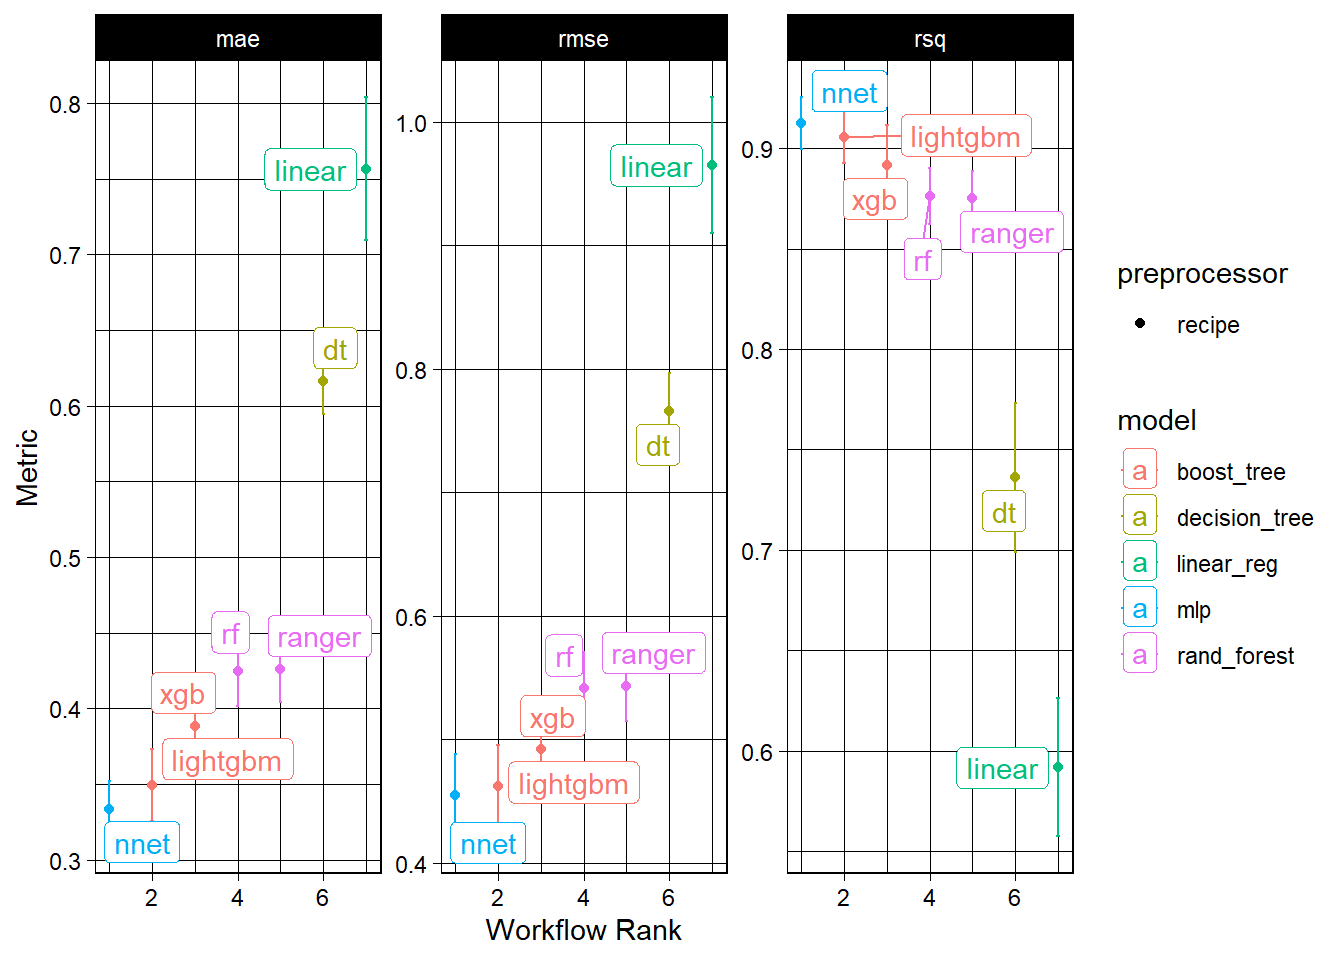 mae
rmse
rsq
Metric
0.8
0.7
0.6
0.5
0.4
0.3
linear
dt
rf
ranger
xgb
lightgbm
nnet
2
4
6
1.0
0.8
0.6
0.4
linear
dt
rf
ranger
xgb
lightgbm
nnet
2
4
6
0.9
0.8
0.7
0.6
nnet
lightgbm
xgb
ranger
rf
dt
linear
2
4
6
Workflow Rank
preprocessor
recipe
model
a boost_tree
a decision_tree
a linear_reg
a mlp
a rand_forest